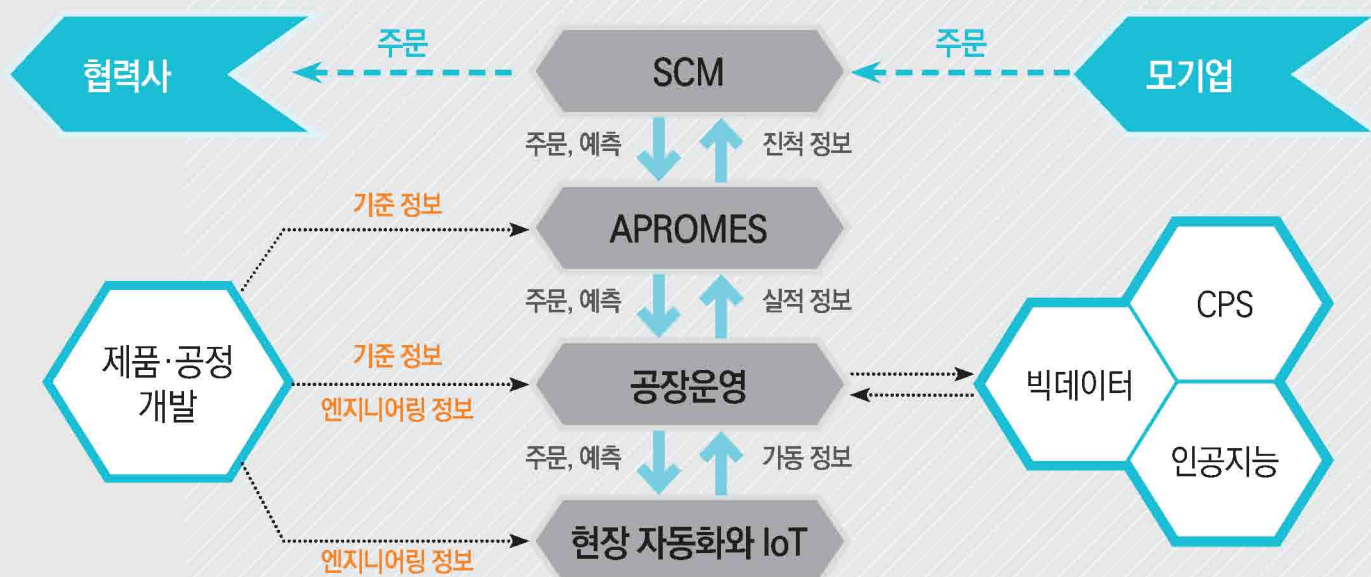 협력사
주문
SCM
주문
모기업
주문, 예측
진척 정보
기준 정보
APROMES
주문, 예측
실적 정보
CPS
제품·공정
개발
기준 정보
엔지니어링 정보
공장운영
빅데이터
주문, 예측
가동 정보
인공지능
현장 자동화와 IoT
엔지니어링 정보